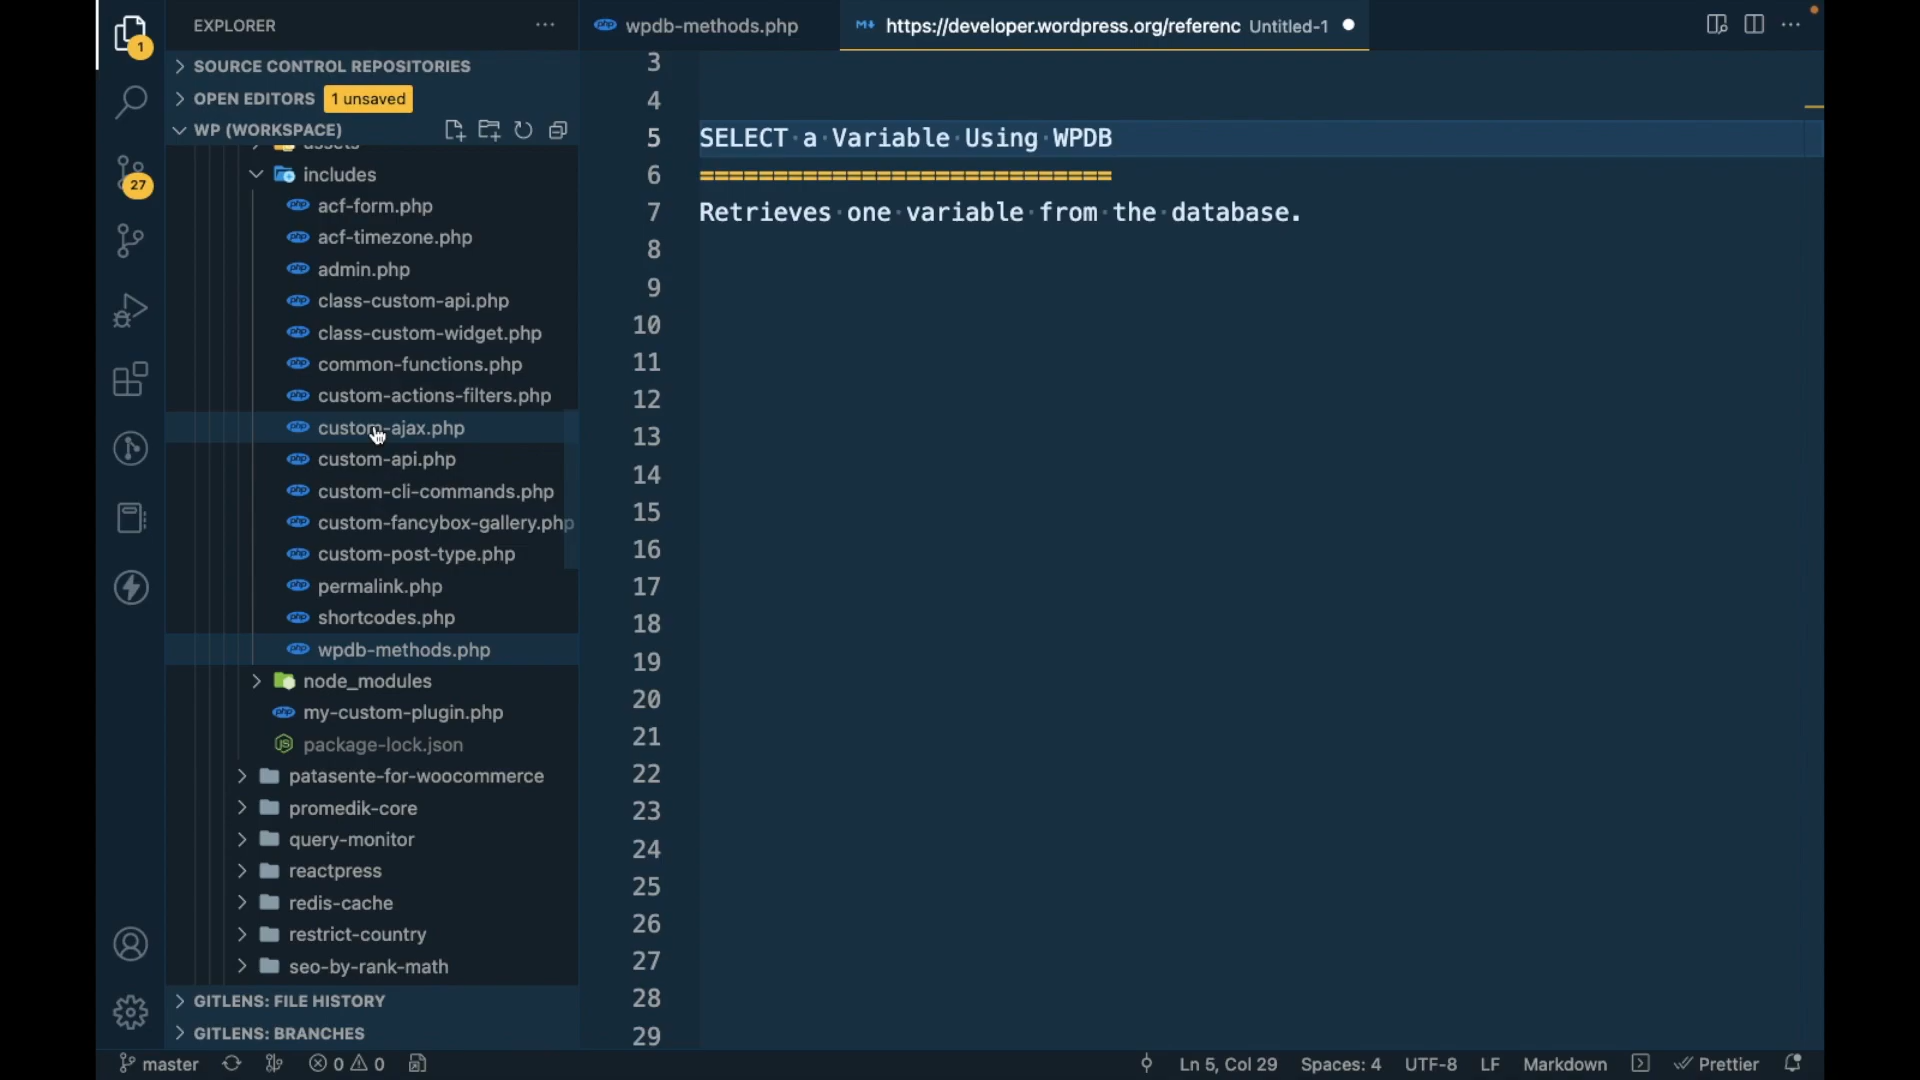 EXPLORER
wpdb-methods.php
https://developer.wordpress.org/referenc Untitled-1
1
SOURCE CONTROL REPOSITORIES
OPEN EDITORS 1 unsaved
WP (WORKSPACE)
assets
includes
acf-form.php
acf-timezone.php
admin.php
class-custom-api.php
class-custom-widget.php
common-functions.php
custom-actions-filters.php
custom-ajax.php
custom-api.php
custom-cli-commands.php
custom-fancybox-gallery.php
custom-post-type.php
permalink.php
shortcodes.php
wpdb-methods.php
node_modules
my-custom-plugin.php
package-lock.json
patasente-for-woocommerce
promedik-core
query-monitor
reactpress
redis-cache
restrict-country
seo-by-rank-math
GITLENS: FILE HISTORY
GITLENS: BRANCHES
27
3
4
5 SELECT a Variable Using WPDB
6 ============================
7 Retrieves one variable from the database.
8
9
10
11
12
13
14
15
16
17
18
19
20
21
22
23
24
25
26
27
28
29
master 0 0 Ln 5, Col 29 Spaces: 4 UTF-8 LF Markdown Prettier